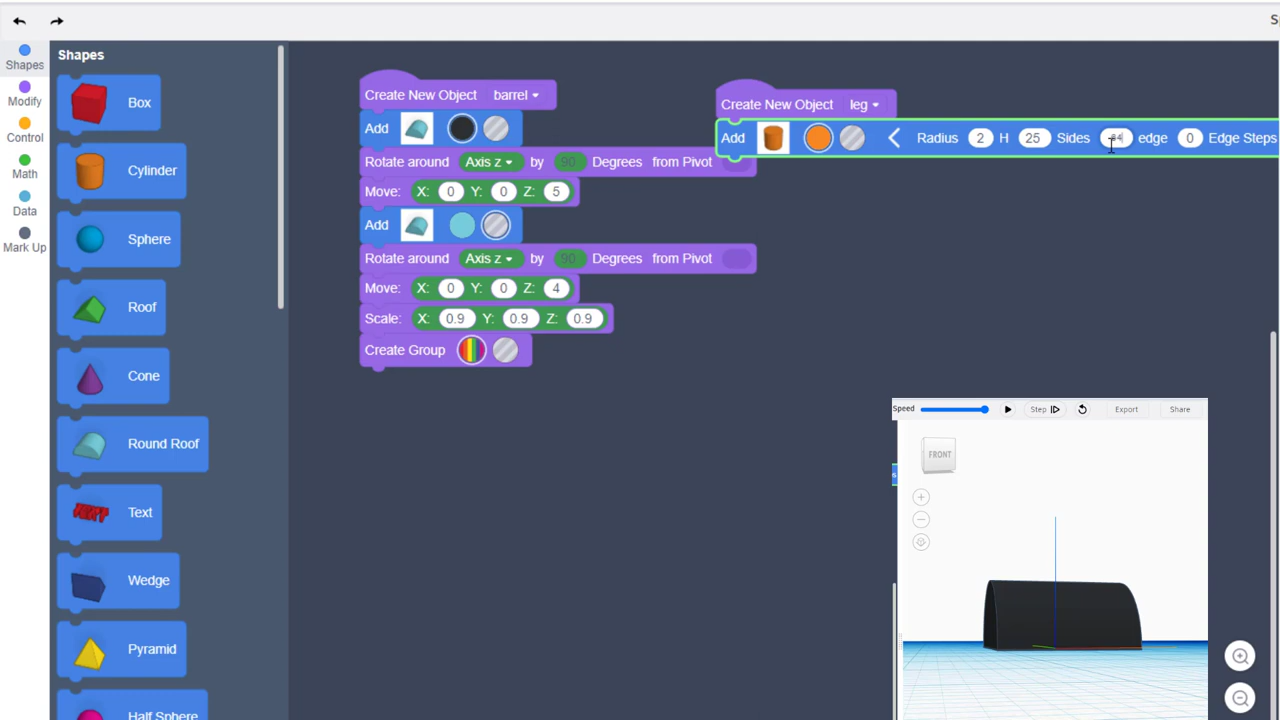 S
Shapes
Modify
Control
Math
Data
Mark Up
Shapes
Box
Cylinder
Sphere
Roof
Cone
Round Roof
Text
Wedge
Pyramid
Half Sphere
Create New Object barrel
Add
Rotate around Axis z by 90 Degrees from Pivot
Move: X: 0 Y: 0 Z: 5
Add
Rotate around Axis z by 90 Degrees from Pivot
Move: X: 0 Y: 0 Z: 4
Scale: X: 0.9 Y: 0.9 Z: 0.9
Create Group
Create New Object leg
Add Radius 2 H 25 Sides edge 0 Edge Steps
Speed Step Export Share
FRONT